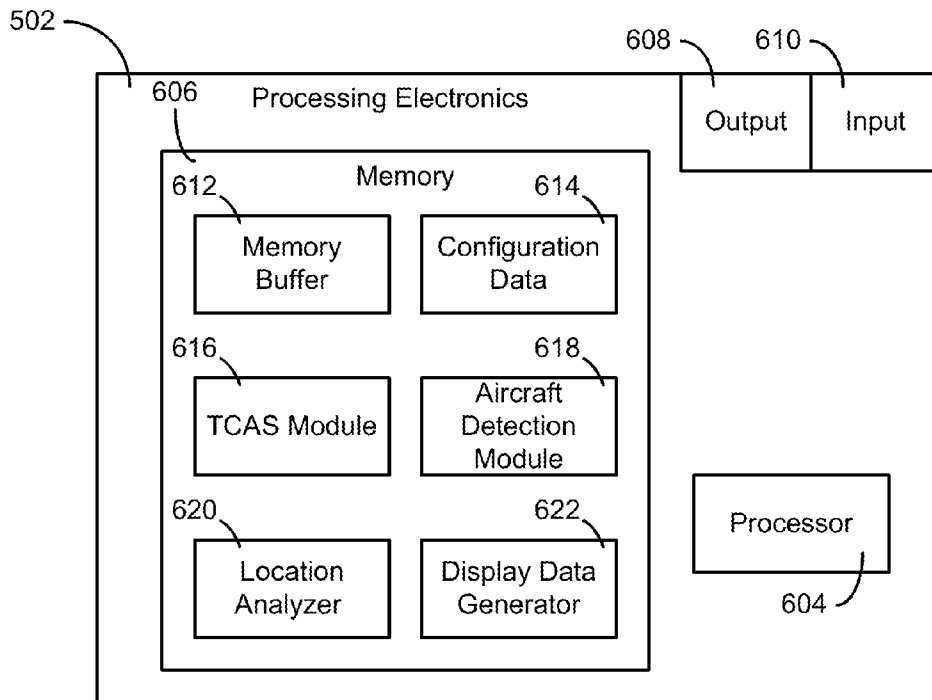 502
608
610
606
Processing Electronics
Output
Input
Memory
612
614
Memory
Buffer
Configuration
Data
616
618
TCAS Module
Aircraft
Detection
Module
620
622
Processor
Location
Analyzer
Display Data
Generator
604